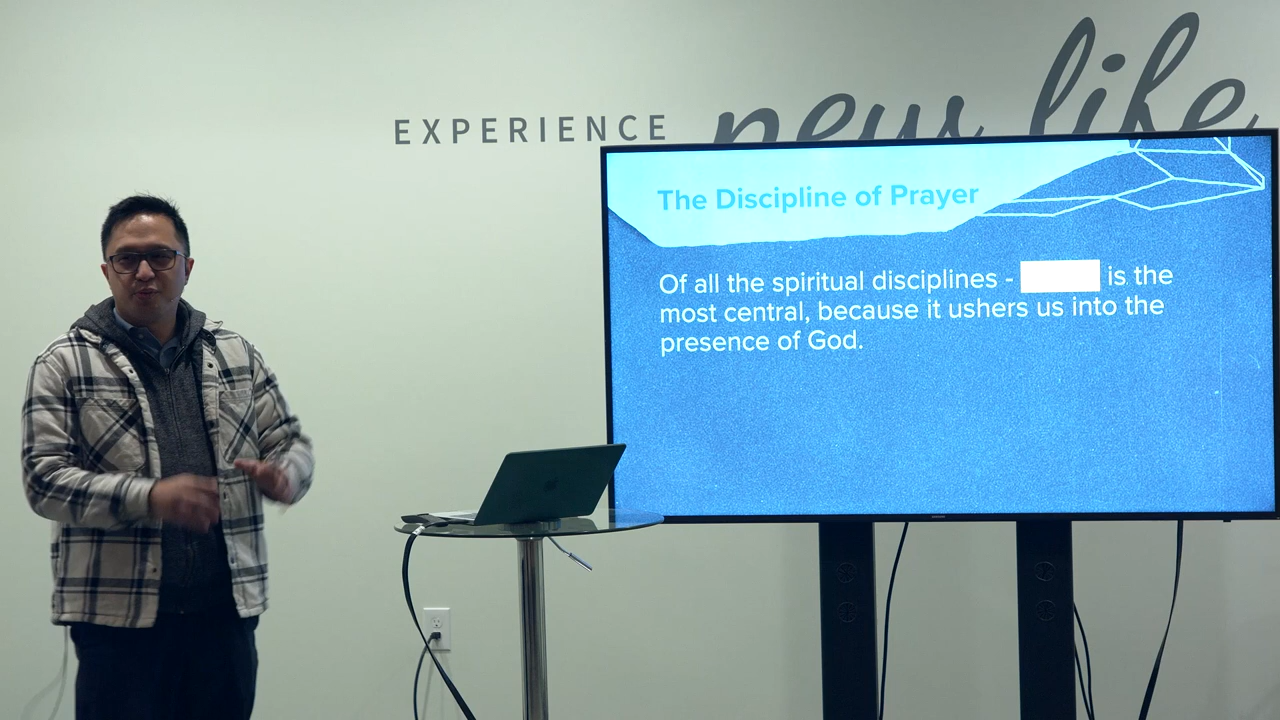 EXPERIENCE new life
The Discipline of Prayer
Of all the spiritual disciplines - is the
most central, because it ushers us into the
presence of God.